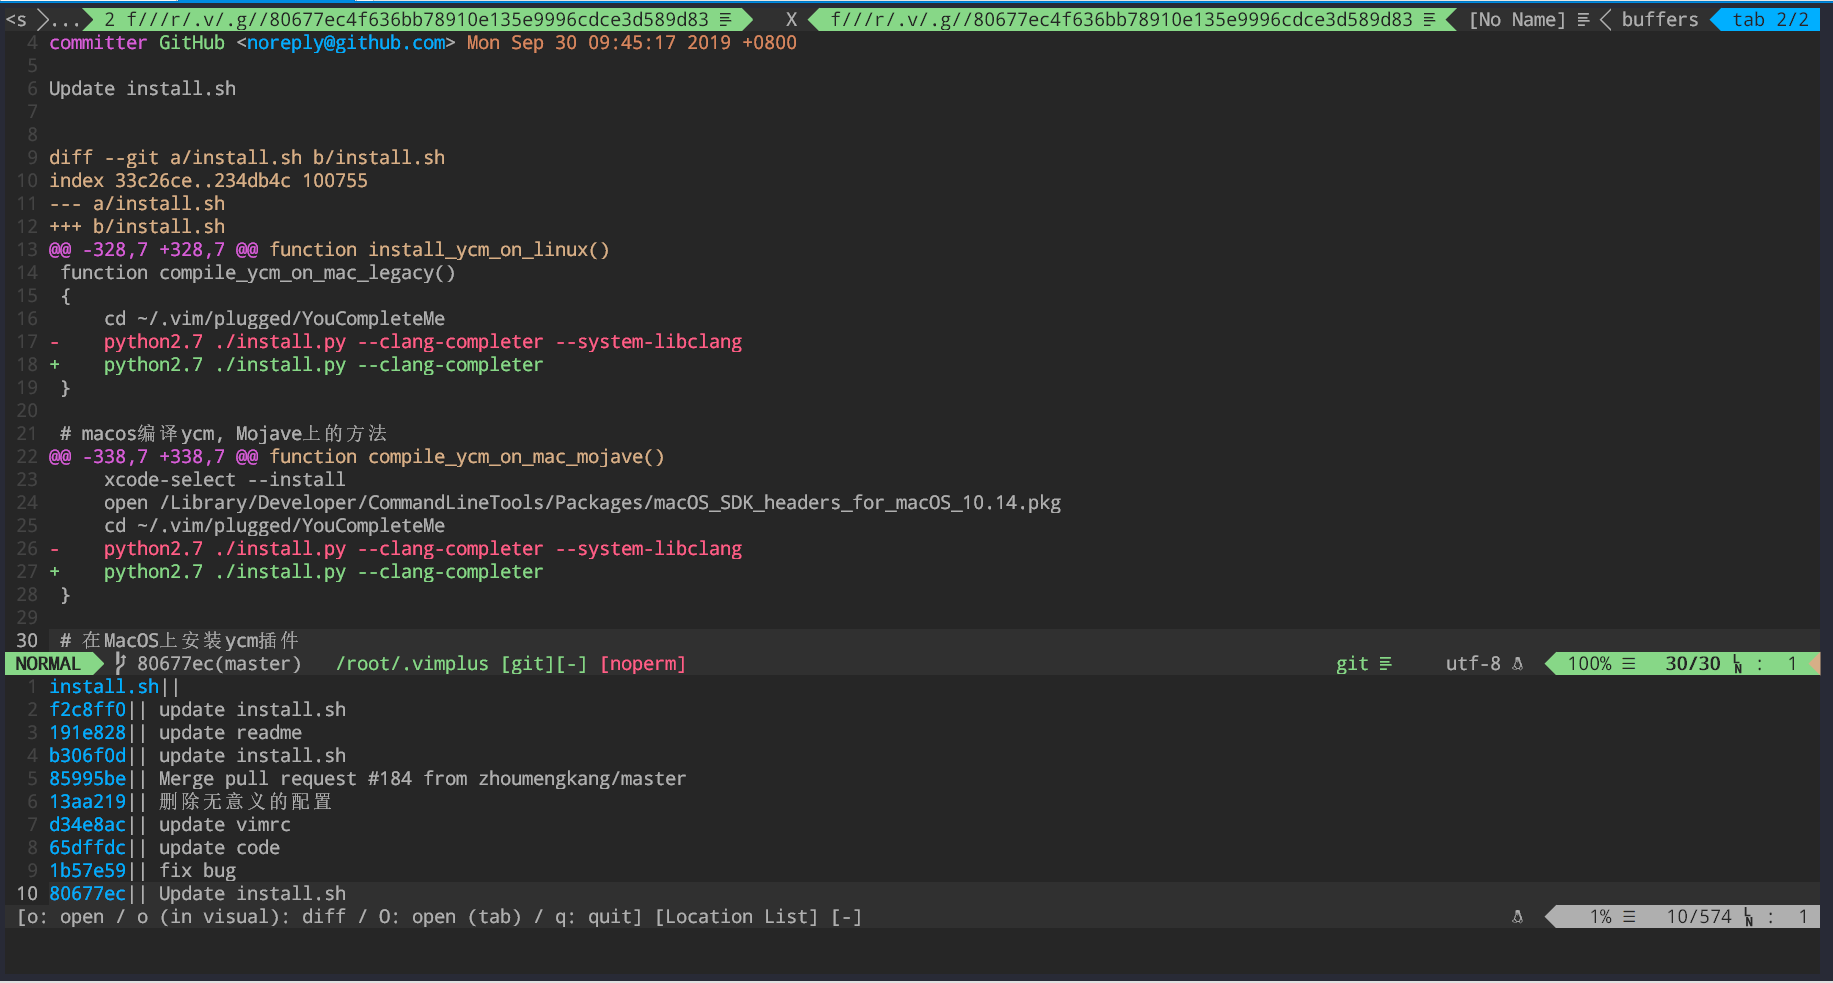 <s ... 2 f///r/.v/.g//80677ec4f636bb78910e135e9996cdce3d589d83 X f///r/.v/.g//80677ec4f636bb78910e135e9996cdce3d589d83 [No Name] buffers tab 2/2
4 committer GitHub <noreply@github.com> Mon Sep 30 09:45:17 2019 +0800
5
6 Update install.sh
7
8
9 diff --git a/install.sh b/install.sh
10 index 33c26ce..234db4c 100755
11 --- a/install.sh
12 +++ b/install.sh
13 @@ -328,7 +328,7 @@ function install_ycm_on_linux()
14  function compile_ycm_on_mac_legacy()
15  {
16      cd ~/.vim/plugged/YouCompleteMe
17 -    python2.7 ./install.py --clang-completer --system-libclang
18 +    python2.7 ./install.py --clang-completer
19  }
20
21  # macos编译ycm, Mojave上的方法
22 @@ -338,7 +338,7 @@ function compile_ycm_on_mac_mojave()
23      xcode-select --install
24      open /Library/Developer/CommandLineTools/Packages/macOS_SDK_headers_for_macOS_10.14.pkg
25      cd ~/.vim/plugged/YouCompleteMe
26 -    python2.7 ./install.py --clang-completer --system-libclang
27 +    python2.7 ./install.py --clang-completer
28  }
29
30  # 在MacOS上安装ycm插件
NORMAL 80677ec(master) /root/.vimplus [git][-] [noperm] git utf-8 100% ☰ 30/30 LN : 1
1 install.sh||
2 f2c8ff0|| update install.sh
3 191e828|| update readme
4 b306f0d|| update install.sh
5 85995be|| Merge pull request #184 from zhoumengkang/master
6 13aa219|| 删除无意义的配置
7 d34e8ac|| update vimrc
8 65dffdc|| update code
9 1b57e59|| fix bug
10 80677ec|| Update install.sh
[o: open / o (in visual): diff / O: open (tab) / q: quit] [Location List] [-] 1% ☰ 10/574 LN : 1